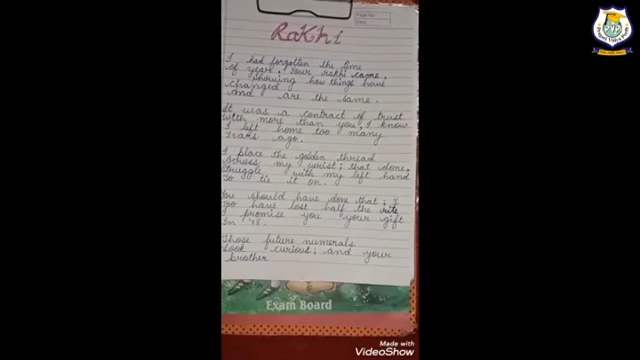 Page No:
Date:
Rakhi
I had forgotten the time
of year. Your rakhi came,
showing how things have
changed
and are the same.
It was a contract of trust
With more than you. I know
I left home too many
Years ago.
I place the golden thread
Across my wrist; that done,
Struggle with my left hand
To tie it on.
You should have done that; I
Too have lost half the rite
I promise you your gift
In '98.
Those future numerals
Look curious; and your
brother
Exam Board
Made with
VideoShow